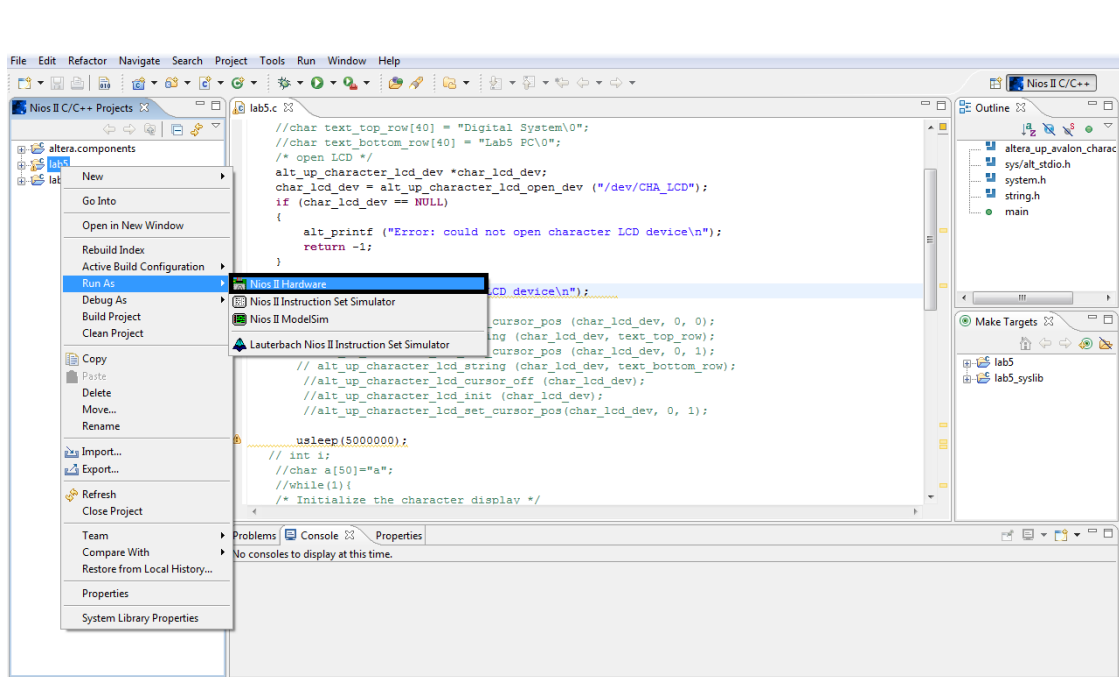 File Edit Refactor Navigate Search Project Tools Run Window Help
Nios II C/C++
Nios II C/C++ Projects
altera.components
lab5
lab
New
Go Into
Open in New Window
Rebuild Index
Active Build Configuration
Run As
Debug As
Build Project
Clean Project
Copy
Paste
Delete
Move...
Rename
Import...
Export...
Refresh
Close Project
Team
Compare With
Restore from Local History...
Properties
System Library Properties
Nios II Hardware
Nios II Instruction Set Simulator
Nios II ModelSim
Lauterbach Nios II Instruction Set Simulator
lab5.c
//char text_top_row[40] = "Digital System\0";
//char text_bottom_row[40] = "Lab5 PC\0";
/* open LCD */
alt_up_character_lcd_dev *char_lcd_dev;
char_lcd_dev = alt_up_character_lcd_open_dev ("/dev/CHA_LCD");
if (char_lcd_dev == NULL)
{
alt_printf ("Error: could not open character LCD device\n");
return -1;
}
LCD device\n");
cursor_pos (char_lcd_dev, 0, 0);
ng (char_lcd_dev, text_top_row);
cursor_pos (char_lcd_dev, 0, 1);
// alt_up_character_lcd_string (char_lcd_dev, text_bottom_row);
//alt_up_character_lcd_cursor_off (char_lcd_dev);
//alt_up_character_lcd_init (char_lcd_dev);
//alt_up_character_lcd_set_cursor_pos(char_lcd_dev, 0, 1);
usleep(5000000);
// int i;
//char a[50]="a";
//while(1){
/* Initialize the character display */
Outline
altera_up_avalon_charac
sys/alt_stdio.h
system.h
string.h
main
Make Targets
lab5
lab5_syslib
Problems Console Properties
No consoles to display at this time.